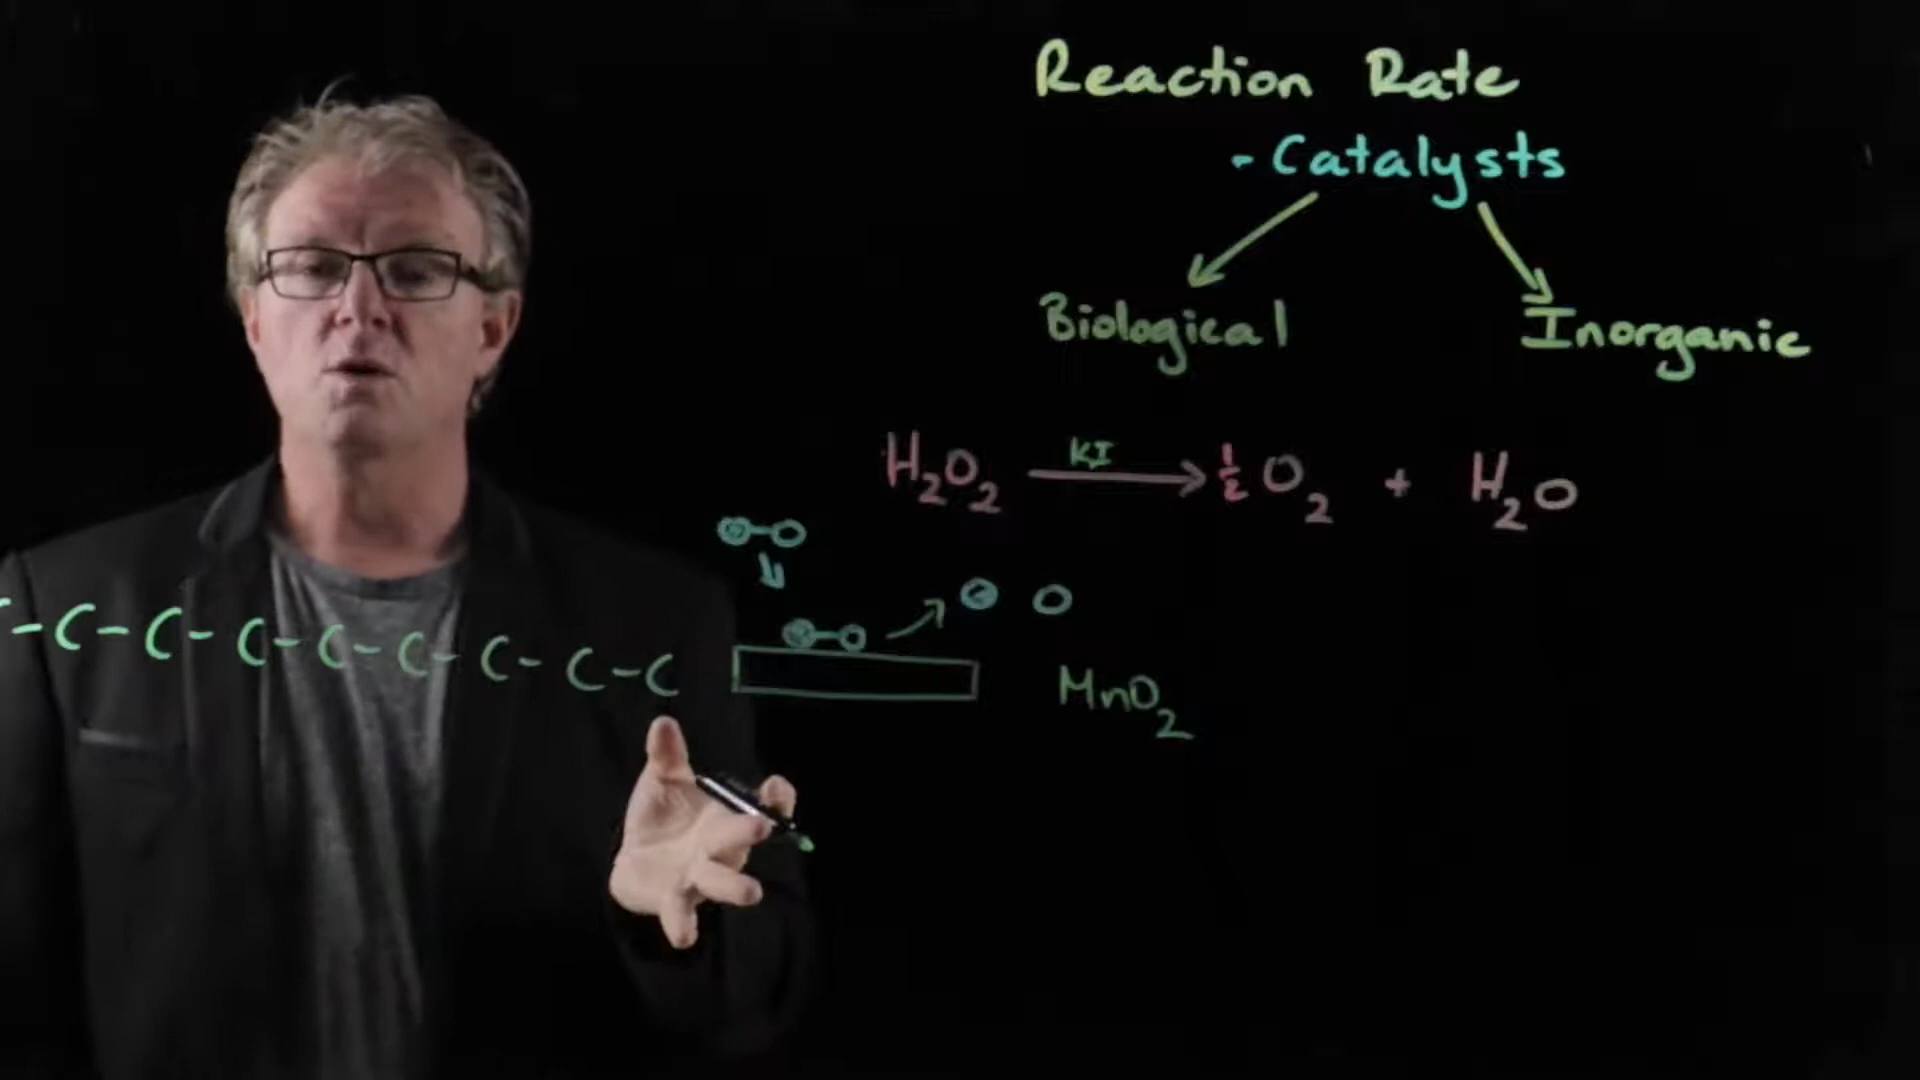 Reaction Rate
- Catalysts
Biological
Inorganic
KI
H₂O₂ → ½ O₂ + H₂O
C-C-C-C-C-C-C-C
MnO₂